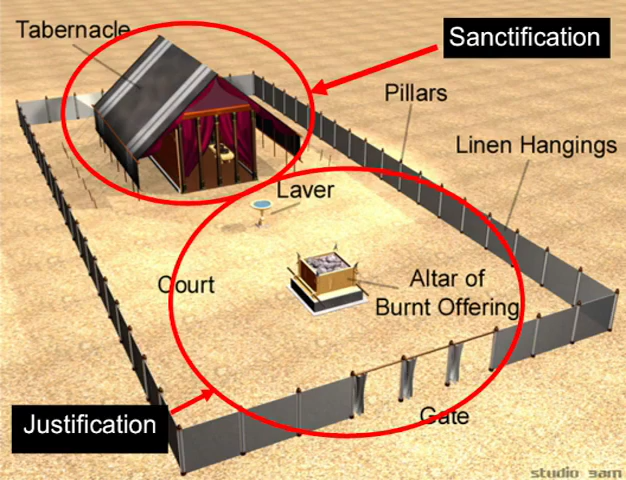 Tabernacle
Sanctification
Pillars
Linen Hangings
Laver
Court
Altar of
Burnt Offering
Justification
Gate
studio 3am